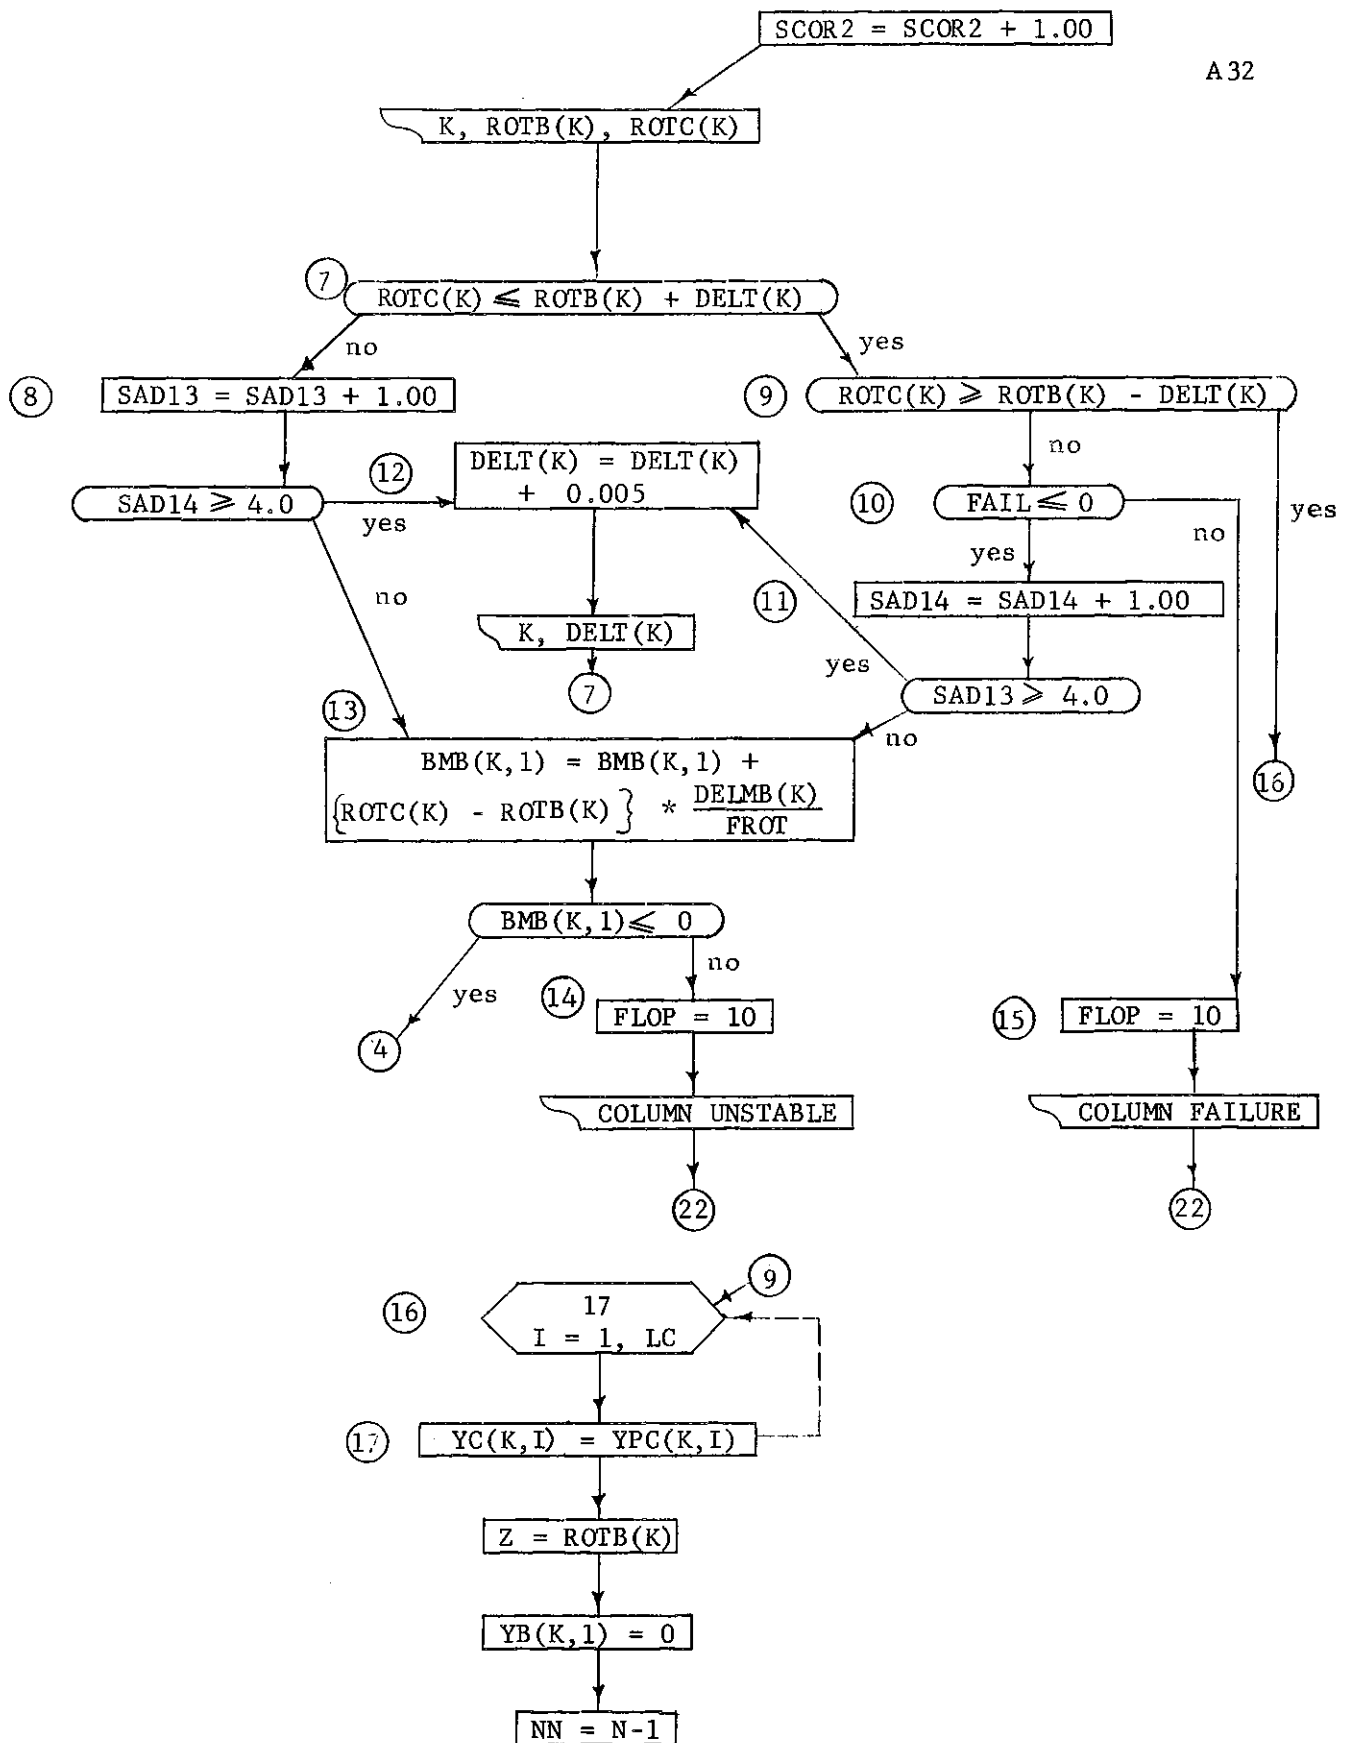 SCOR2 = SCOR2 + 1.00
A32
K, ROTB(K), ROTC(K)
7
ROTC(K) ⩽ ROTB(K) + DELT(K)
no
yes
8
SAD13 = SAD13 + 1.00
9
ROTC(K) ⩾ ROTB(K) - DELT(K)
12
DELT(K) = DELT(K)
+ 0.005
no
SAD14 ⩾ 4.0
yes
10
FAIL ⩽ 0
no
yes
yes
no
11
SAD14 = SAD14 + 1.00
K, DELT(K)
yes
7
SAD13 ⩾ 4.0
13
no
BMB(K,1) = BMB(K,1) +
{ROTC(K) - ROTB(K)} * DELMB(K)
FROT
16
BMB(K,1) ⩽ 0
no
yes
14
FLOP = 10
15
FLOP = 10
4
COLUMN UNSTABLE
COLUMN FAILURE
22
22
9
16
17
I = 1, LC
17
YC(K,I) = YPC(K,I)
Z = ROTB(K)
YB(K,1) = 0
NN = N-1